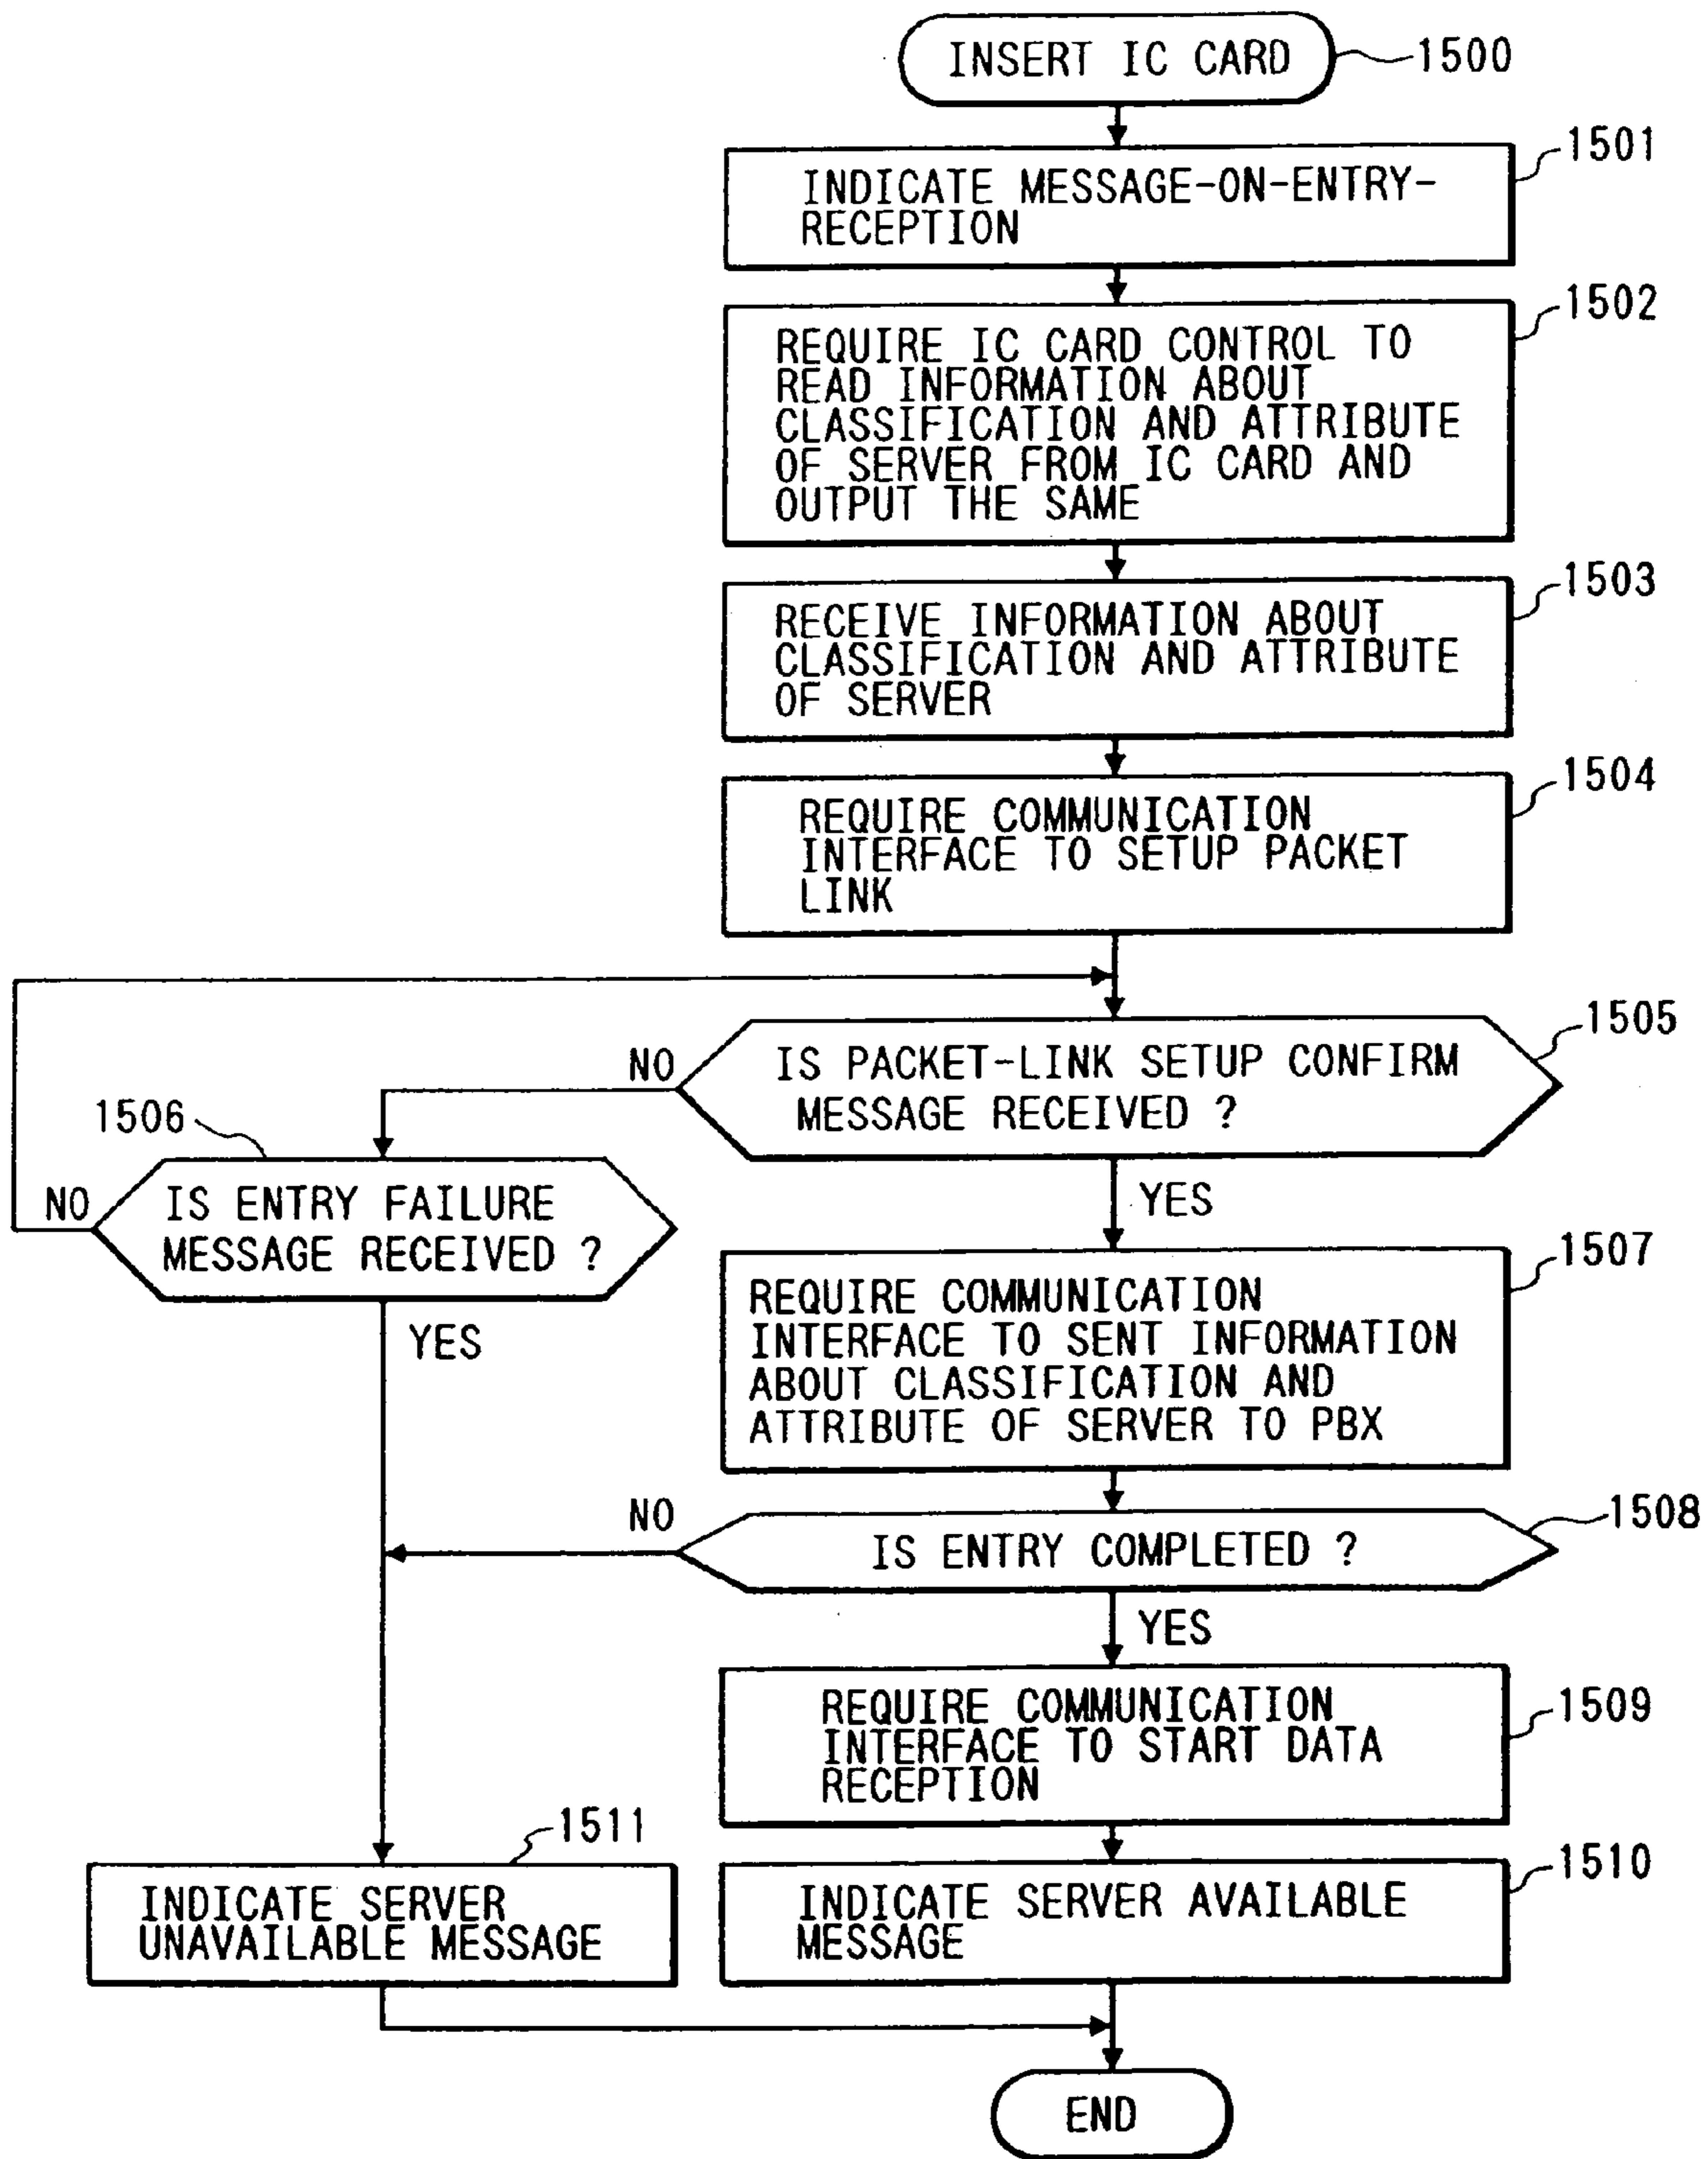 INSERT IC CARD
1500
1501
INDICATE MESSAGE-ON-ENTRY-
RECEPTION
1502
REQUIRE IC CARD CONTROL TO
READ INFORMATION ABOUT
CLASSIFICATION AND ATTRIBUTE
OF SERVER FROM IC CARD AND
OUTPUT THE SAME
1503
RECEIVE INFORMATION ABOUT
CLASSIFICATION AND ATTRIBUTE
OF SERVER
1504
REQUIRE COMMUNICATION
INTERFACE TO SETUP PACKET
LINK
1505
NO
IS PACKET-LINK SETUP CONFIRM
MESSAGE RECEIVED ?
1506
NO
IS ENTRY FAILURE
MESSAGE RECEIVED ?
YES
YES
1507
REQUIRE COMMUNICATION
INTERFACE TO SENT INFORMATION
ABOUT CLASSIFICATION AND
ATTRIBUTE OF SERVER TO PBX
NO
1508
IS ENTRY COMPLETED ?
YES
1509
REQUIRE COMMUNICATION
INTERFACE TO START DATA
RECEPTION
1511
INDICATE SERVER
UNAVAILABLE MESSAGE
1510
INDICATE SERVER AVAILABLE
MESSAGE
END